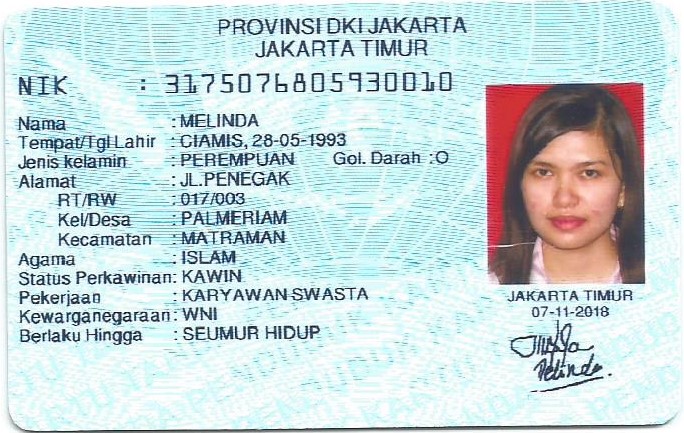 PROVINSI DKI JAKARTA
JAKARTA TIMUR
NIK : 3175076805930010
Nama : MELINDA
Tempat/Tgl Lahir : CIAMIS, 28-05-1993
Jenis kelamin : PEREMPUAN Gol. Darah :O
Alamat : JL.PENEGAK
RT/RW : 017/003
Kel/Desa : PALMERIAM
Kecamatan : MATRAMAN
Agama : ISLAM
Status Perkawinan: KAWIN
Pekerjaan : KARYAWAN SWASTA
Kewarganegaraan: WNI
Berlaku Hingga : SEUMUR HIDUP
JAKARTA TIMUR
07-11-2018